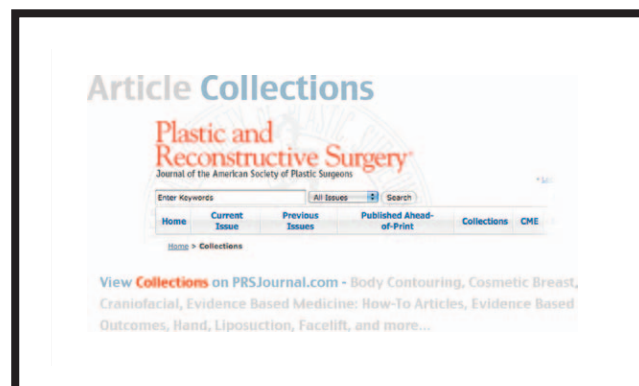 Article Collections
Plastic and
Reconstructive Surgery
Journal of the American Society of Plastic Surgeons
Enter Keywords All Issues Search
Home Current Issue Previous Issues Published Ahead-of-Print Collections CME
Home > Collections
View Collections on PRSJournal.com - Body Contouring, Cosmetic Breast,
Craniofacial, Evidence Based Medicine: How-To Articles, Evidence Based
Outcomes, Hand, Liposuction, Facelift, and more...